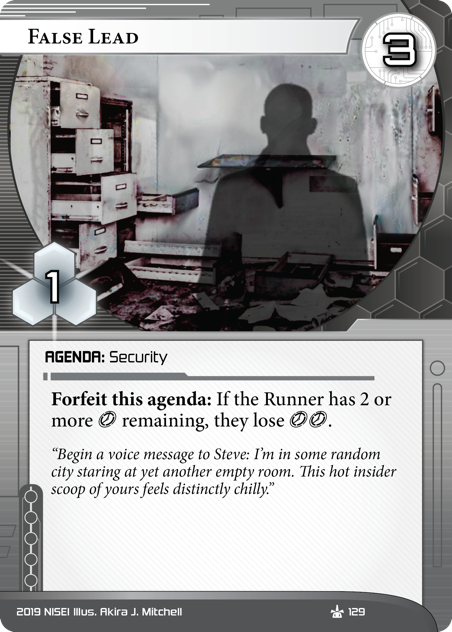 FALSE LEAD
3
1
AGENDA: Security
Forfeit this agenda: If the Runner has 2 or
more remaining, they lose .
“Begin a voice message to Steve: I’m in some random
city staring at yet another empty room. This hot insider
scoop of yours feels distinctly chilly.”
2019 NISEI Illus. Akira J. Mitchell
129